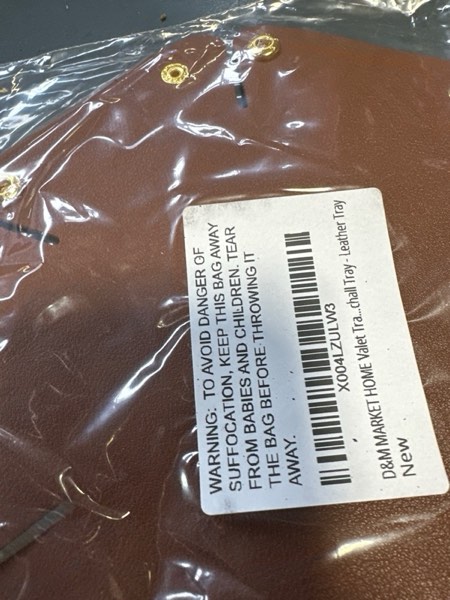 WARNING: TO AVOID DANGER OF
SUFFOCATION, KEEP THIS BAG AWAY
FROM BABIES AND CHILDREN. TEAR
THE BAG BEFORE THROWING IT
AWAY.
X004LZULW3
D&M MARKET HOME Valet Tra...chall Tray - Leather Tray
New